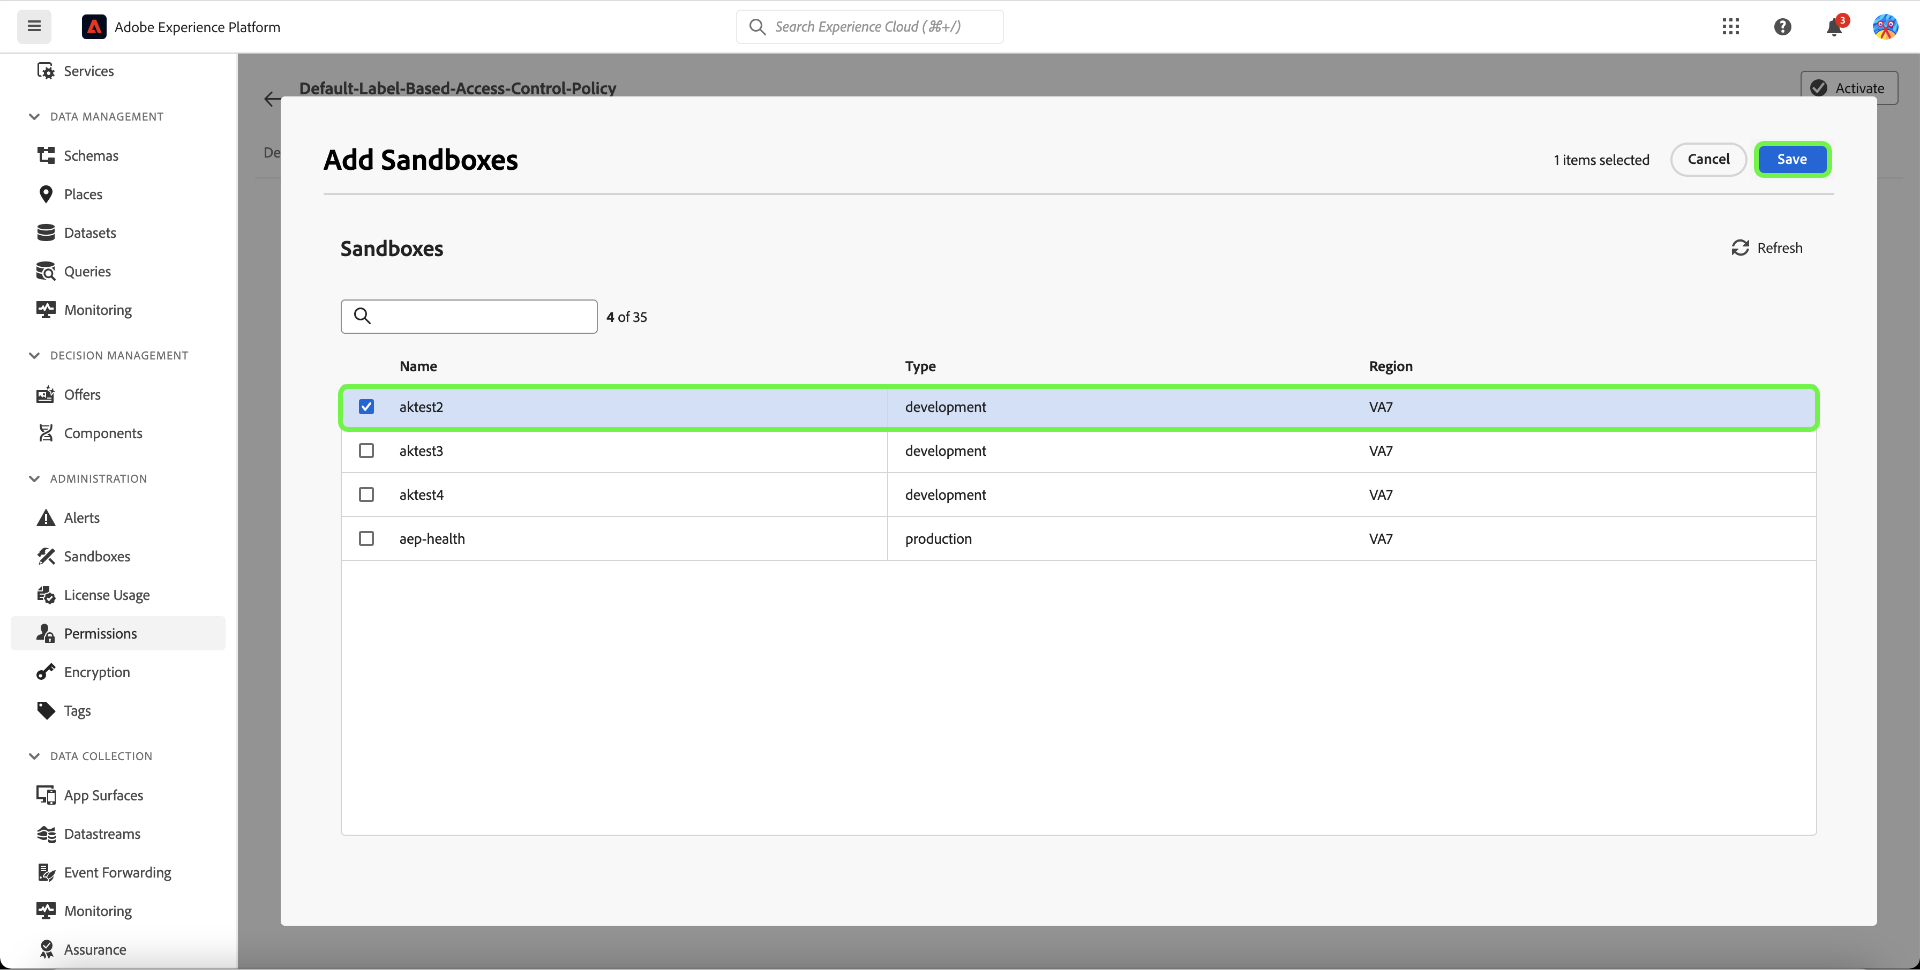 Adobe Experience Platform
Search Experience Cloud (⌘+/)
3
Services
DATA MANAGEMENT
Schemas
Places
Datasets
Queries
Monitoring
DECISION MANAGEMENT
Offers
Components
ADMINISTRATION
Alerts
Sandboxes
License Usage
Permissions
Encryption
Tags
DATA COLLECTION
App Surfaces
Datastreams
Event Forwarding
Monitoring
Assurance
Default-Label-Based-Access-Control-Policy
Activate
De
Add Sandboxes
1 items selected
Cancel
Save
Sandboxes
Refresh
4 of 35
Name Type Region
aktest2 development VA7
aktest3 development VA7
aktest4 development VA7
aep-health production VA7